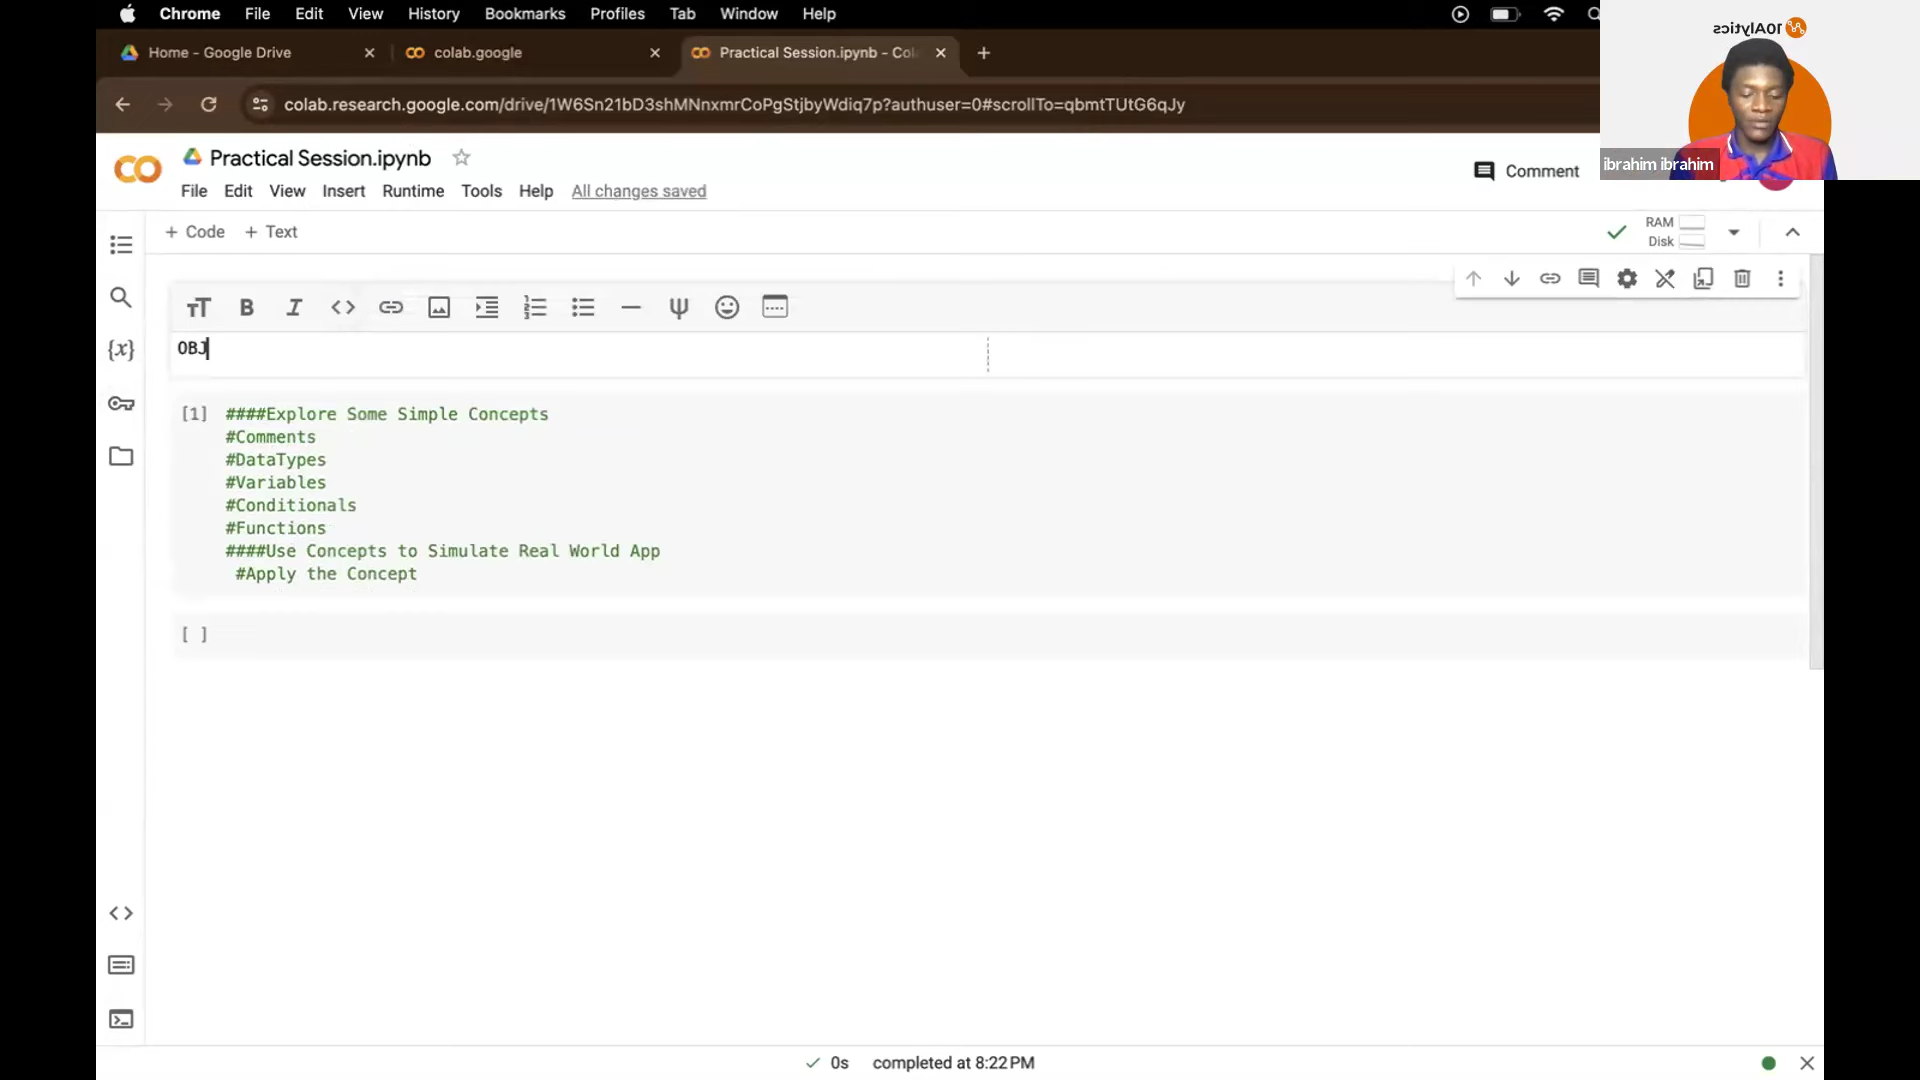 Chrome File Edit View History Bookmarks Profiles Tab Window Help
10Alytics
Home - Google Drive
colab.google
Practical Session.ipynb - Col
colab.research.google.com/drive/1W6Sn21bD3shMNnxmrCoPgStjbyWdiq7p?authuser=0#scrollTo=qbmtTUtG6qJy
ibrahim ibrahim
CO
Practical Session.ipynb
Comment
File Edit View Insert Runtime Tools Help All changes saved
+ Code + Text
RAM
Disk
TT B I <> Ψ
OBJ
{x}
[1] ####Explore Some Simple Concepts
#Comments
#DataTypes
#Variables
#Conditionals
#Functions
####Use Concepts to Simulate Real World App
#Apply the Concept
[ ]
<>
0s completed at 8:22 PM